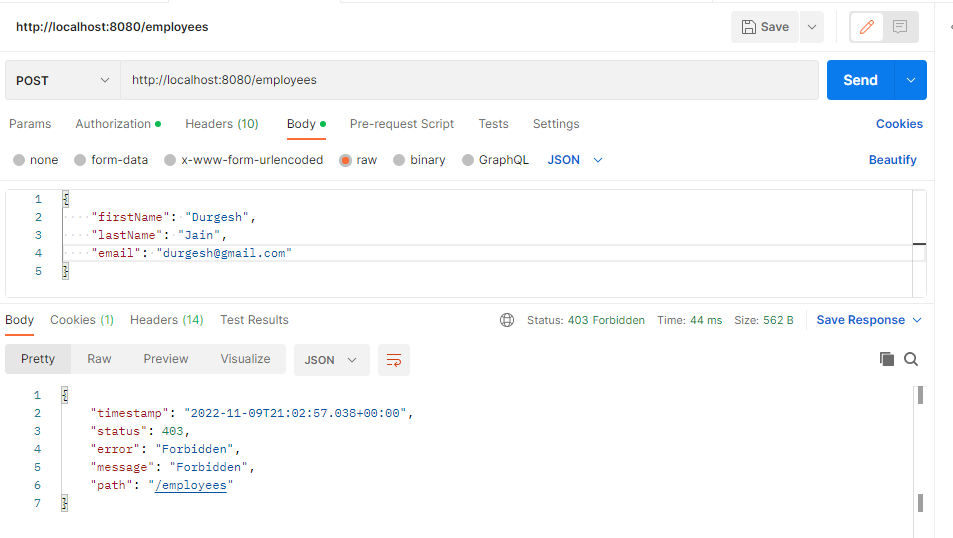 http://localhost:8080/employees
Save
POST
http://localhost:8080/employees
Send
Params Authorization Headers (10) Body Pre-request Script Tests Settings Cookies
none form-data x-www-form-urlencoded raw binary GraphQL JSON Beautify
1 {
2 "firstName": "Durgesh",
3 "lastName": "Jain",
4 "email": "durgesh@gmail.com"
5 }
Body Cookies (1) Headers (14) Test Results Status: 403 Forbidden Time: 44 ms Size: 562 B Save Response
Pretty Raw Preview Visualize JSON
1 {
2 "timestamp": "2022-11-09T21:02:57.038+00:00",
3 "status": 403,
4 "error": "Forbidden",
5 "message": "Forbidden",
6 "path": "/employees"
7 }